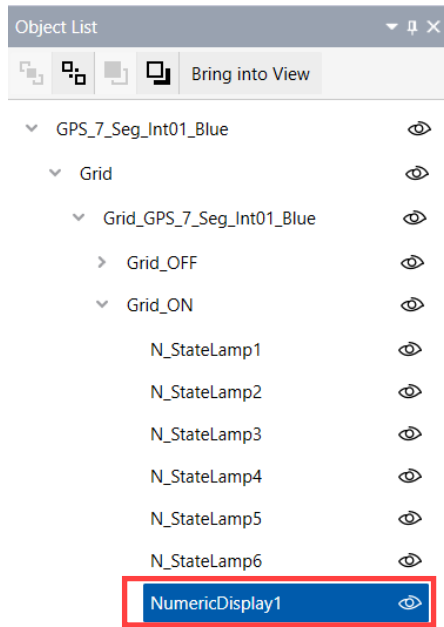 Object List
Bring into View
GPS_7_Seg_Int01_Blue
Grid
Grid_GPS_7_Seg_Int01_Blue
Grid_OFF
Grid_ON
N_StateLamp1
N_StateLamp2
N_StateLamp3
N_StateLamp4
N_StateLamp5
N_StateLamp6
NumericDisplay1